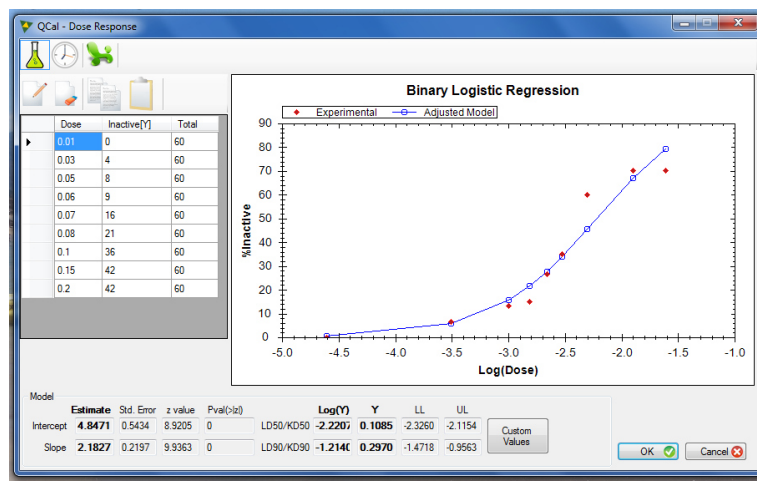 QCal - Dose Response
Dose Inactive[Y] Total
0.01 0 60
0.03 4 60
0.05 8 60
0.06 9 60
0.07 16 60
0.08 21 60
0.1 36 60
0.15 42 60
0.2 42 60
Binary Logistic Regression
Experimental Adjusted Model
90
80
70
60
50
40
30
20
10
0
%Inactive
-5.0 -4.5 -4.0 -3.5 -3.0 -2.5 -2.0 -1.5 -1.0
Log(Dose)
Model
Estimate Std. Error z value Pval(>|z|) Log(Y) Y LL UL
Intercept 4.8471 0.5434 8.9205 0 LD50/KD50 -2.2207 0.1085 -2.3260 -2.1154
Slope 2.1827 0.2197 9.9363 0 LD90/KD90 -1.2140 0.2970 -1.4718 -0.9563
Custom
Values
OK Cancel